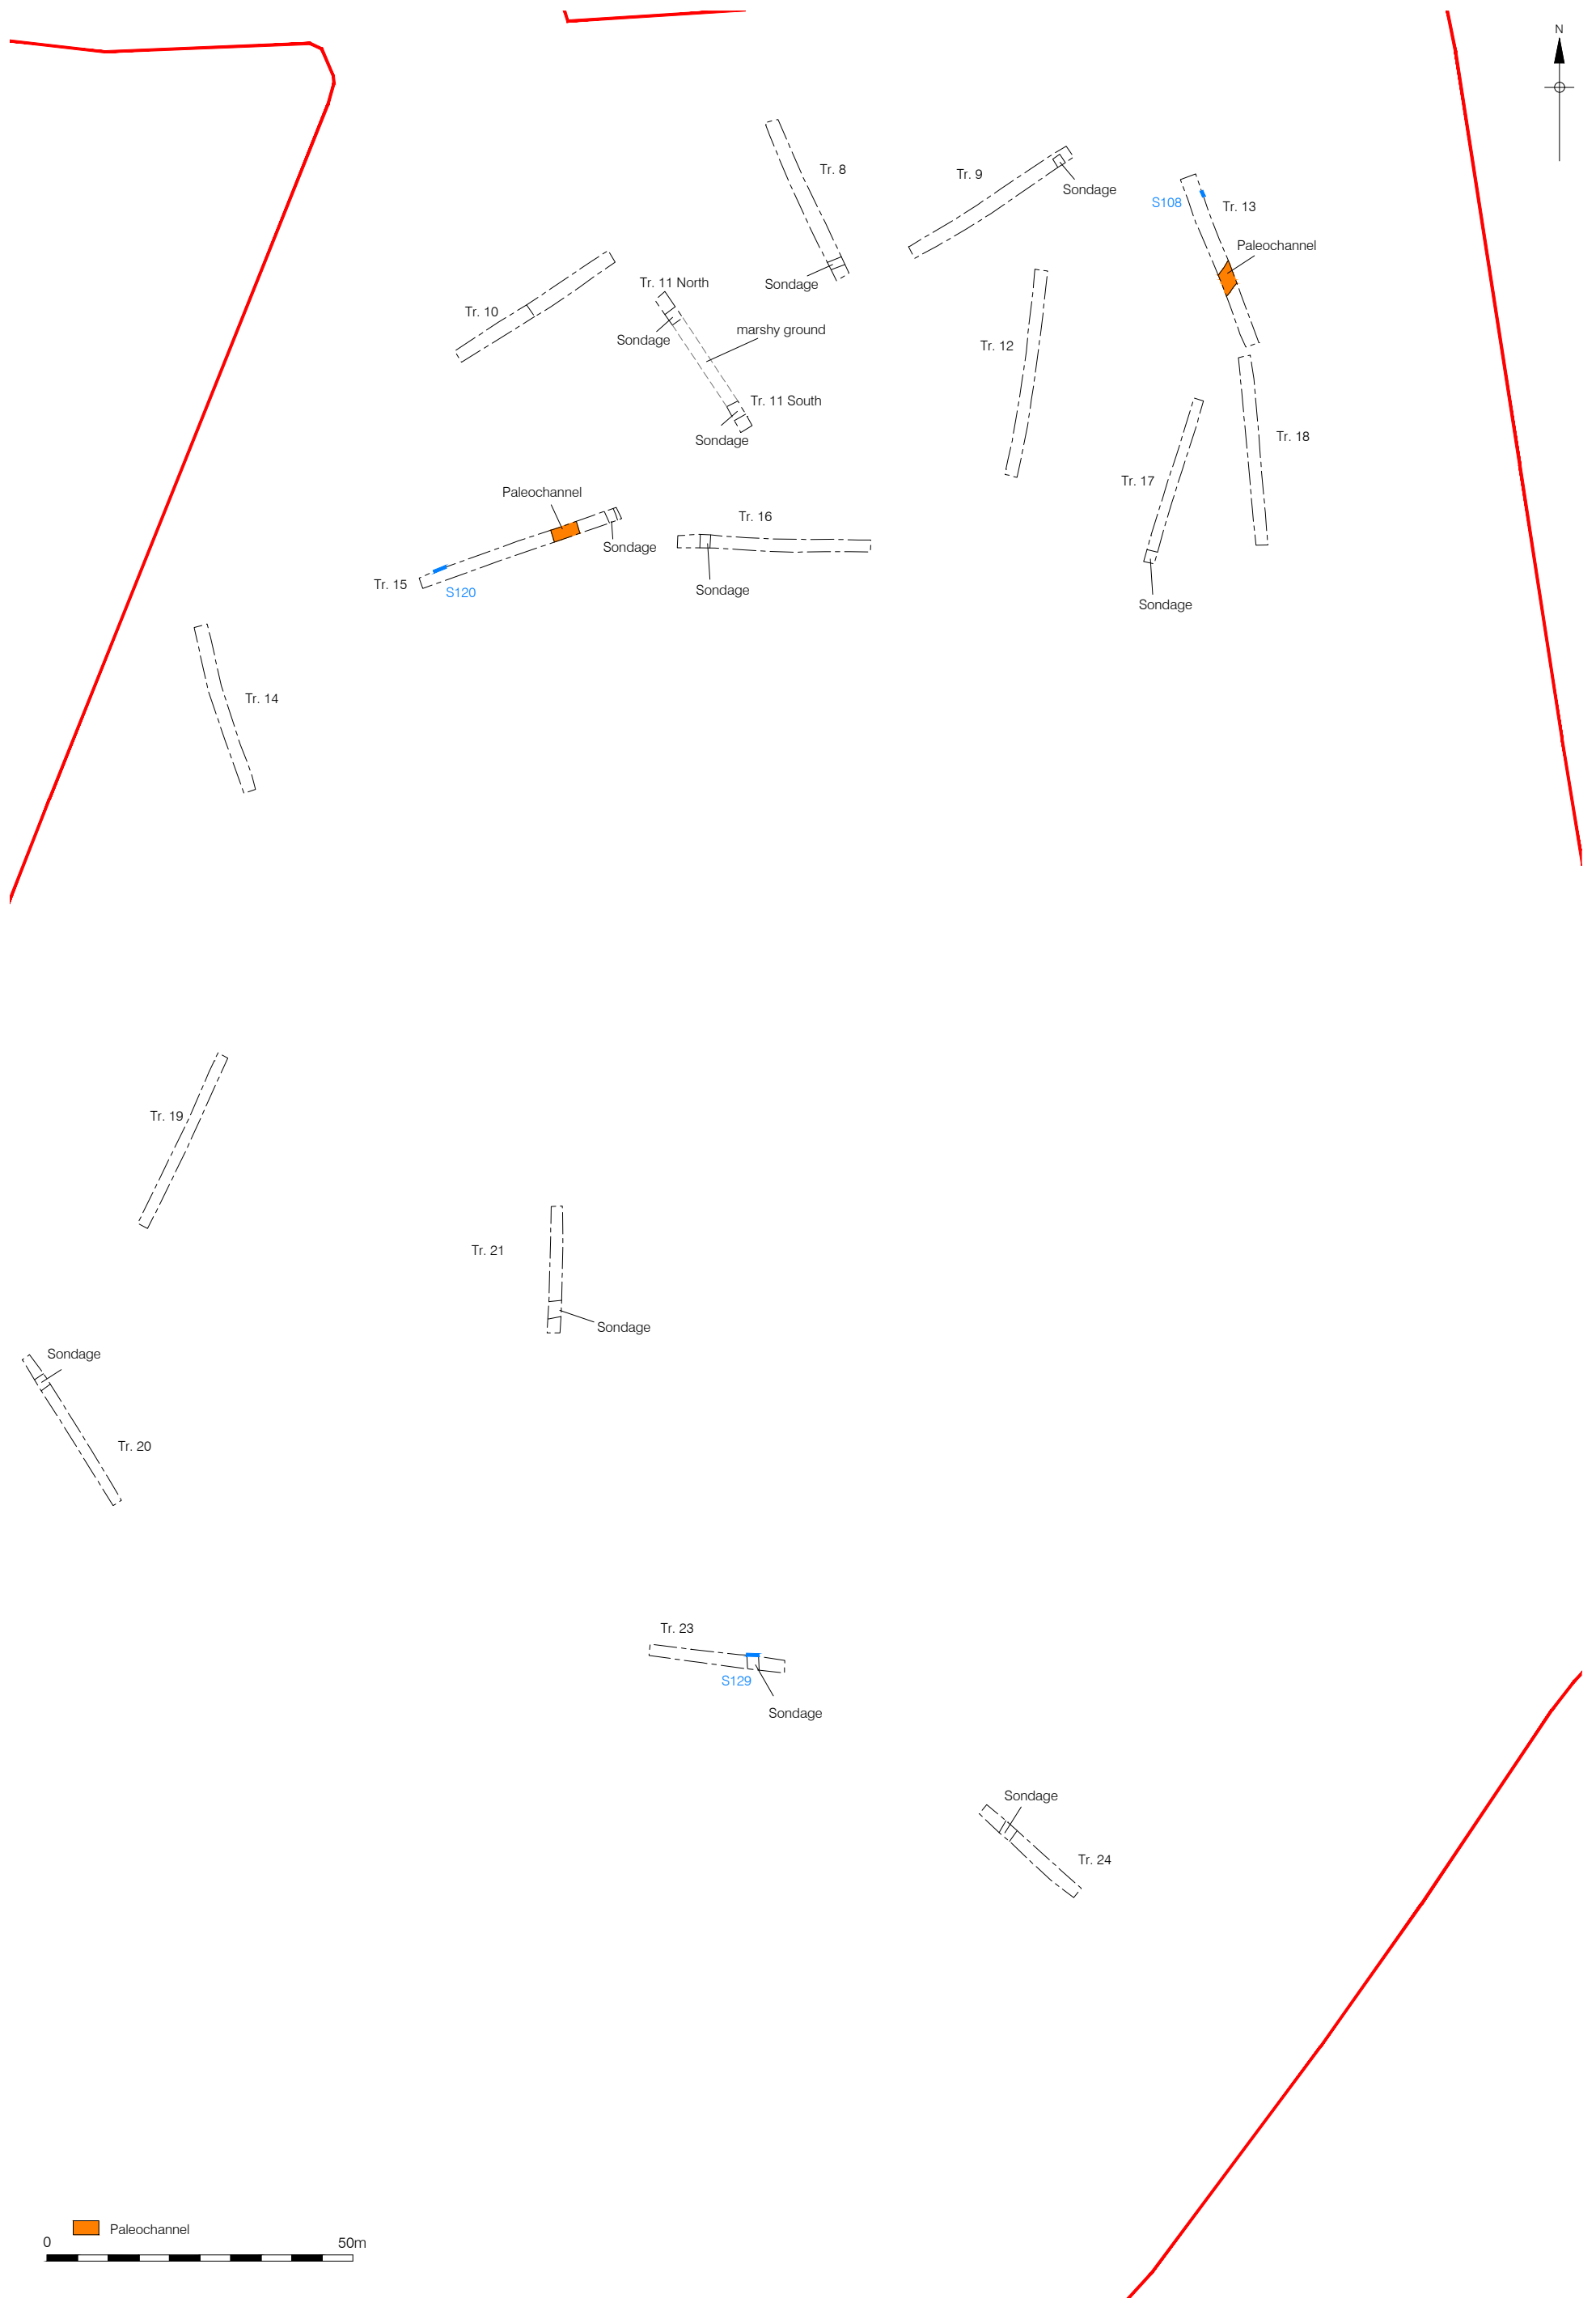 N
Tr. 8
Tr. 9
Sondage
S108
Tr. 13
Paleochannel
Sondage
Tr. 11 North
Tr. 10
Sondage
marshy ground
Tr. 12
Tr. 11 South
Sondage
Tr. 18
Tr. 17
Paleochannel
Tr. 16
Sondage
Tr. 15
S120
Sondage
Sondage
Tr. 14
Tr. 19
Tr. 21
Sondage
Sondage
Tr. 20
Tr. 23
S129
Sondage
Sondage
Tr. 24
Paleochannel
0 50m